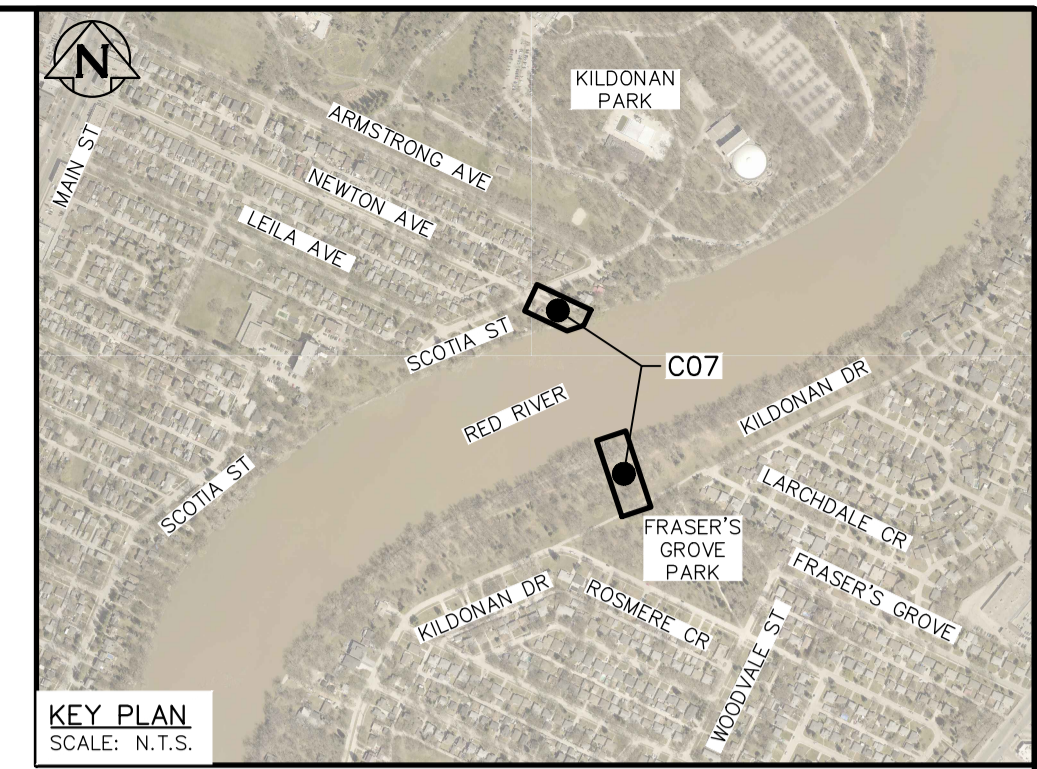 N
KILDONAN
PARK
ARMSTRONG AVE
MAIN ST
NEWTON AVE
LEILA AVE
SCOTIA ST
C07
RED RIVER
KILDONAN DR
SCOTIA ST
LARCHDALE CR
FRASER'S
GROVE
PARK
FRASER'S GROVE
KILDONAN DR
ROSMERE CR
WOODVALE ST
KEY PLAN
SCALE: N.T.S.